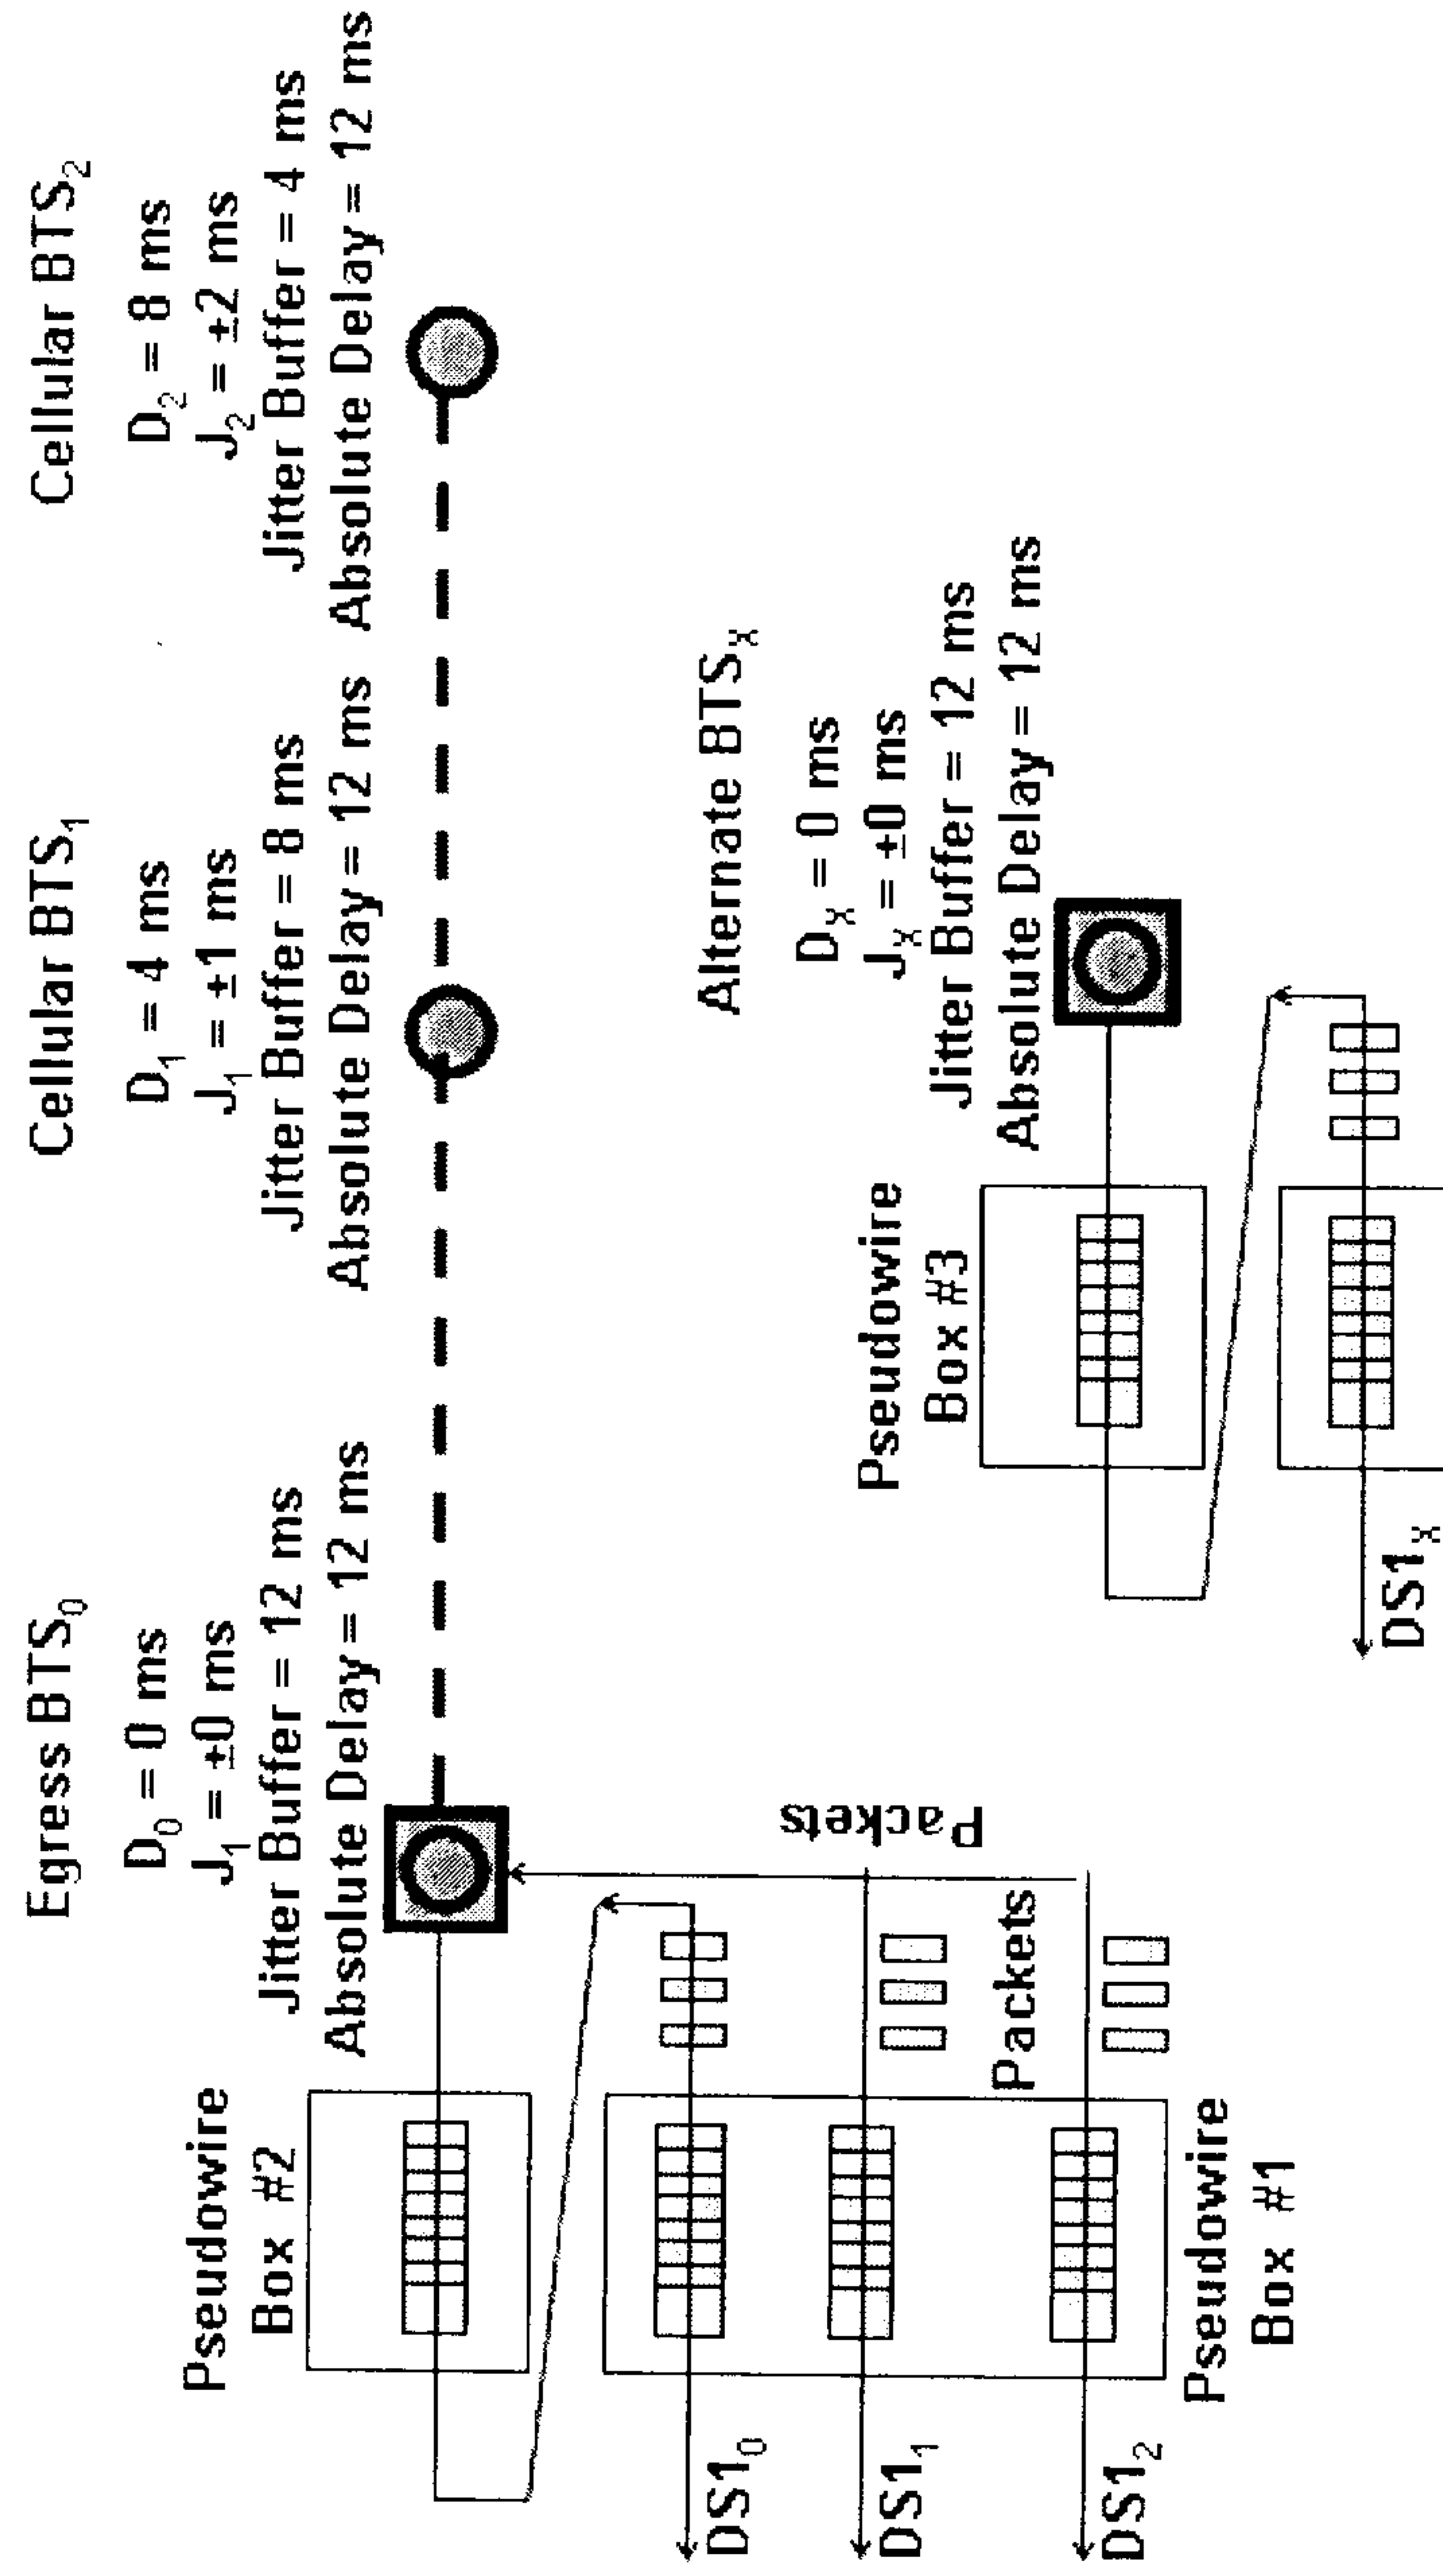 Egress BTS0
D0 = 0 ms
J1 = ±0 ms
Jitter Buffer = 12 ms
Absolute Delay = 12 ms
Cellular BTS1
D1 = 4 ms
J1 = ±1 ms
Jitter Buffer = 8 ms
Absolute Delay = 12 ms
Cellular BTS2
D2 = 8 ms
J2 = ±2 ms
Jitter Buffer = 4 ms
Absolute Delay = 12 ms
Pseudowire
Box #2
DS10
DS11
DS12
Packets
Packets
Pseudowire
Box #1
Alternate BTSX
DX = 0 ms
JX = ±0 ms
Jitter Buffer = 12 ms
Absolute Delay = 12 ms
Pseudowire
Box #3
DS1X